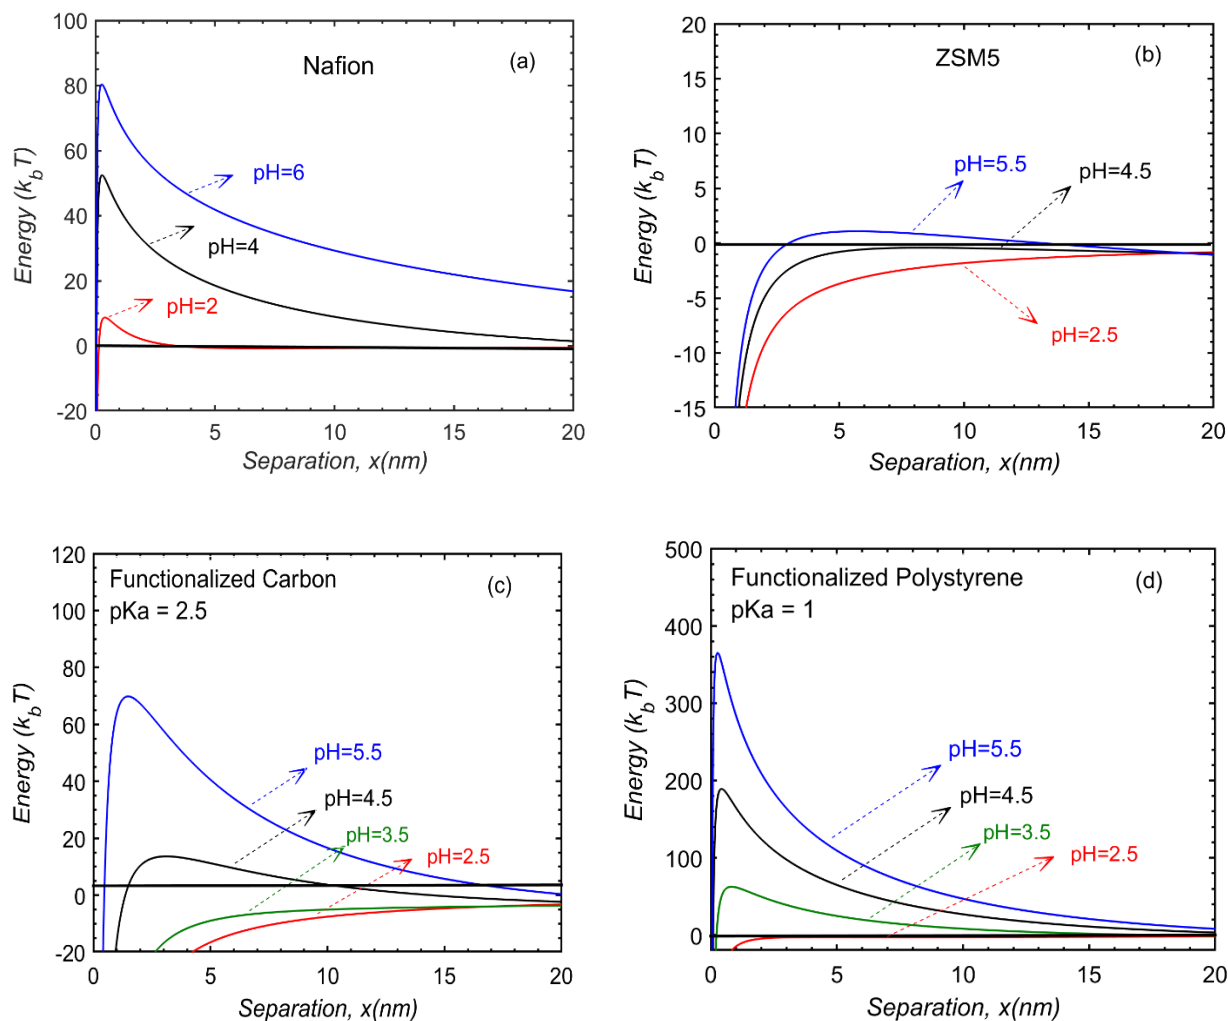 (a)
Nafion
pH=6
pH=4
pH=2
Energy (k_bT)
100
80
60
40
20
0
-20
0 5 10 15 20
Separation, x(nm)
(b)
ZSM5
pH=5.5
pH=4.5
pH=2.5
Energy (k_bT)
20
15
10
5
0
-5
-10
-15
0 5 10 15 20
Separation, x(nm)
(c)
Functionalized Carbon
pKa = 2.5
pH=5.5
pH=4.5
pH=3.5
pH=2.5
Energy (k_bT)
120
100
80
60
40
20
0
-20
0 5 10 15 20
Separation, x(nm)
(d)
Functionalized Polystyrene
pKa = 1
pH=5.5
pH=4.5
pH=3.5
pH=2.5
Energy (k_bT)
500
400
300
200
100
0
0 5 10 15 20
Separation, x(nm)